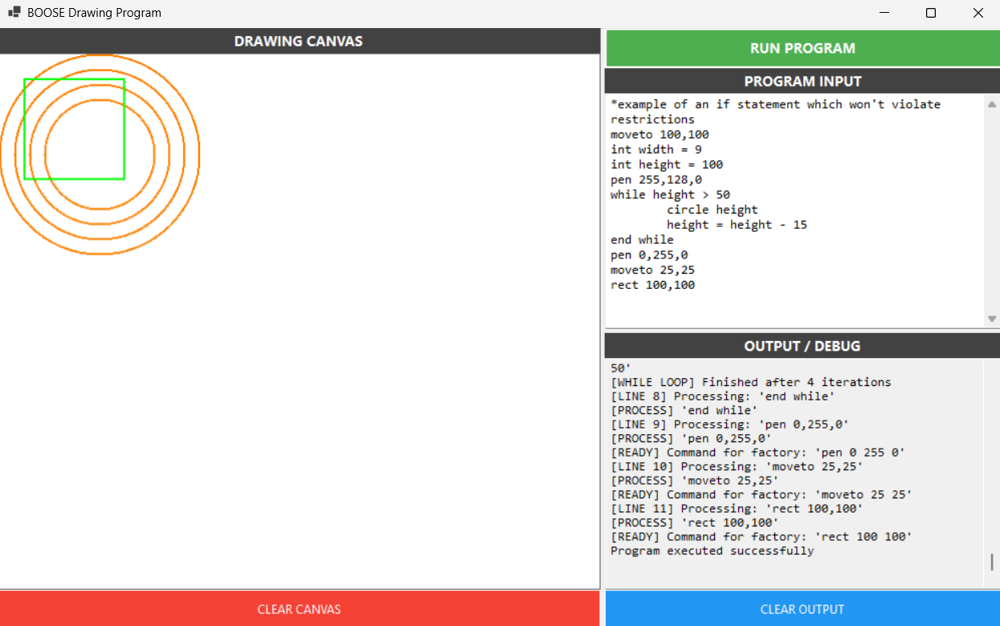 BOOSE Drawing Program
DRAWING CANVAS
RUN PROGRAM
PROGRAM INPUT
*example of an if statement which won't violate
restrictions
moveto 100,100
int width = 9
int height = 100
pen 255,128,0
while height > 50
        circle height
        height = height - 15
end while
pen 0,255,0
moveto 25,25
rect 100,100
OUTPUT / DEBUG
50'
[WHILE LOOP] Finished after 4 iterations
[LINE 8] Processing: 'end while'
[PROCESS] 'end while'
[LINE 9] Processing: 'pen 0,255,0'
[PROCESS] 'pen 0,255,0'
[READY] Command for factory: 'pen 0 255 0'
[LINE 10] Processing: 'moveto 25,25'
[PROCESS] 'moveto 25,25'
[READY] Command for factory: 'moveto 25 25'
[LINE 11] Processing: 'rect 100,100'
[PROCESS] 'rect 100,100'
[READY] Command for factory: 'rect 100 100'
Program executed successfully
CLEAR CANVAS
CLEAR OUTPUT